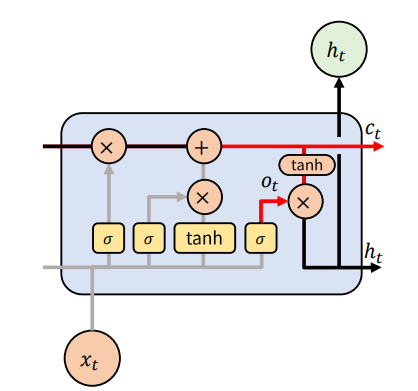 h_t
c_t
× +
tanh
o_t
× ×
σ σ tanh σ
h_t
x_t